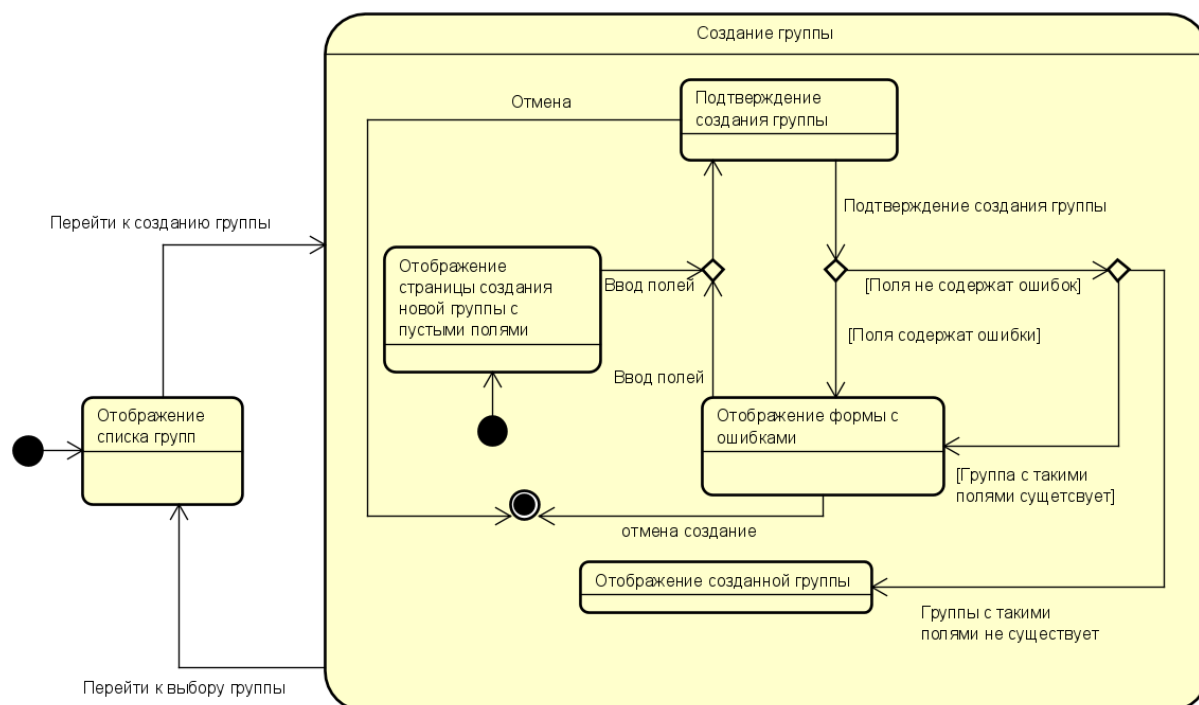 Создание группы
Отмена
Подтверждение
создания группы
Перейти к созданию группы
Подтверждение создания группы
Отображение
страницы создания
новой группы с
пустыми полями
Ввод полей
[Поля не содержат ошибок]
[Поля содержат ошибки]
Ввод полей
Отображение
списка групп
Отображение формы с
ошибками
[Группа с такими
полями сущетсвует]
отмена создание
Отображение созданной группы
Группы с такими
полями не существует
Перейти к выбору группы